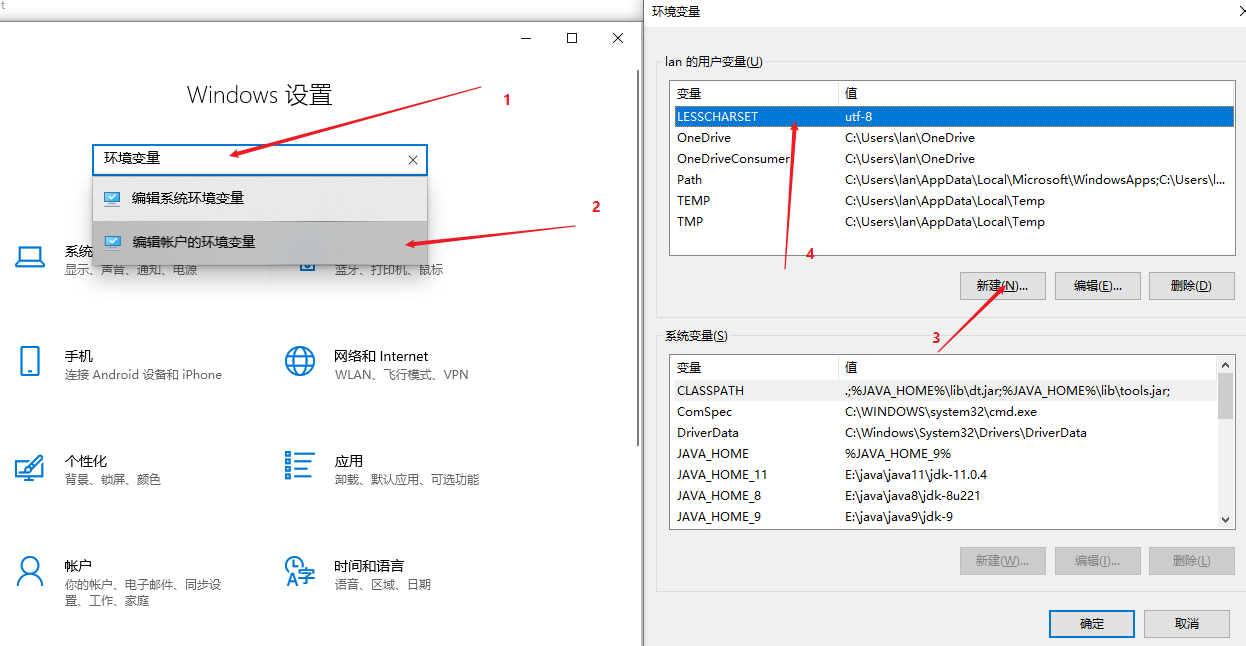 Windows 设置
1
环境变量
编辑系统环境变量
2
编辑帐户的环境变量
系统
显示、声音、通知、电源
蓝牙、打印机、鼠标
手机
连接 Android 设备和 iPhone
网络和 Internet
WLAN、飞行模式、VPN
个性化
背景、锁屏、颜色
应用
卸载、默认应用、可选功能
帐户
你的帐户、电子邮件、同步设
置、工作、家庭
时间和语言
语音、区域、日期
环境变量
lan 的用户变量(U)
变量 值
LESSCHARSET utf-8
OneDrive C:\Users\lan\OneDrive
OneDriveConsumer C:\Users\lan\OneDrive
Path C:\Users\lan\AppData\Local\Microsoft\WindowsApps;C:\Users\l...
TEMP C:\Users\lan\AppData\Local\Temp
TMP C:\Users\lan\AppData\Local\Temp
4
新建(N)... 编辑(E)... 删除(D)
3
系统变量(S)
变量 值
CLASSPATH .;%JAVA_HOME%\lib\dt.jar;%JAVA_HOME%\lib\tools.jar;
ComSpec C:\WINDOWS\system32\cmd.exe
DriverData C:\Windows\System32\Drivers\DriverData
JAVA_HOME %JAVA_HOME_9%
JAVA_HOME_11 E:\java\java11\jdk-11.0.4
JAVA_HOME_8 E:\java\java8\jdk-8u221
JAVA_HOME_9 E:\java\java9\jdk-9
新建(W)... 编辑(I)... 删除(L)
确定 取消